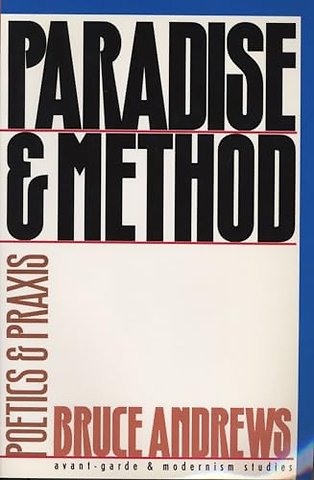 PARADISE
& METHOD
POETICS & PRAXIS
BRUCE ANDREWS
avant-garde & modernism studies